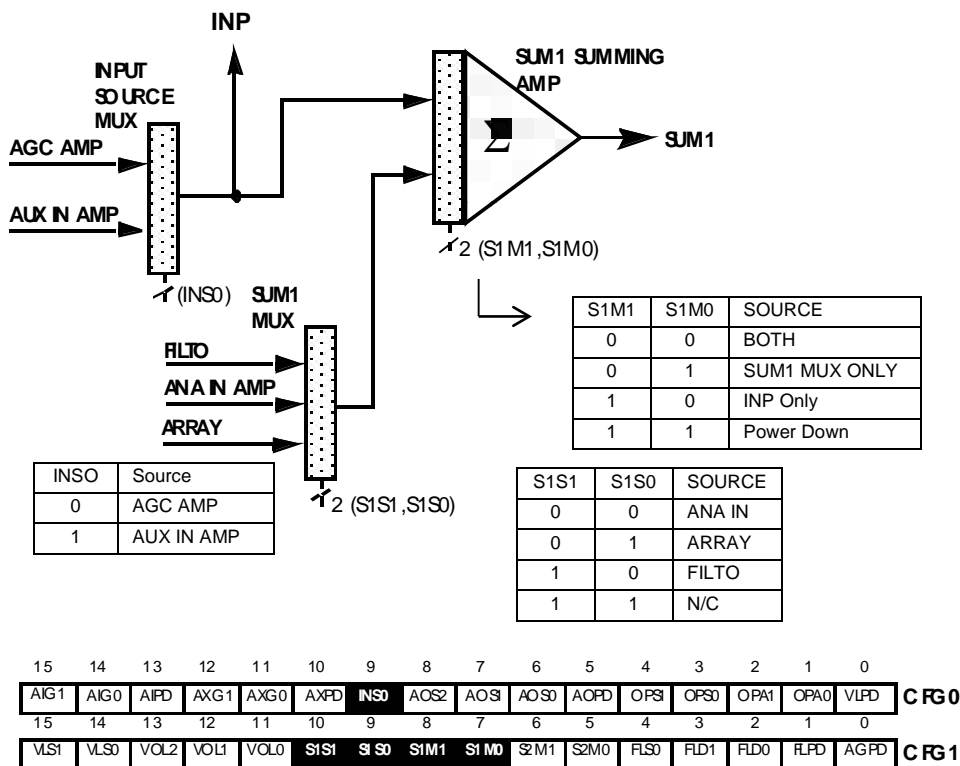 INP
INPUT
SOURCE
MUX
SUM1 SUMMING
AMP
AGC AMP
Σ
SUM1
AUX IN AMP
2 (S1M1,S1M0)
(INS0)
SUM1
MUX
FILTO
ANA IN AMP
ARRAY
2 (S1S1,S1S0)
S1M1 S1M0 SOURCE
0 0 BOTH
0 1 SUM1 MUX ONLY
1 0 INP Only
1 1 Power Down
INSO Source
0 AGC AMP
1 AUX IN AMP
S1S1 S1S0 SOURCE
0 0 ANA IN
0 1 ARRAY
1 0 FILTO
1 1 N/C
15 14 13 12 11 10 9 8 7 6 5 4 3 2 1 0
AIG1 AIG0 AIPD AXG1 AXG0 AXPD INS0 AOS2 AOS1 AOS0 AOPD OPS1 OPS0 OPA1 OPA0 VLPD CFG0
15 14 13 12 11 10 9 8 7 6 5 4 3 2 1 0
VLS1 VLS0 VOL2 VOL1 VOL0 S1S1 S1S0 S1M1 S1M0 S2M1 S2M0 FLS0 FLD1 FLD0 FLPD AGPD CFG1